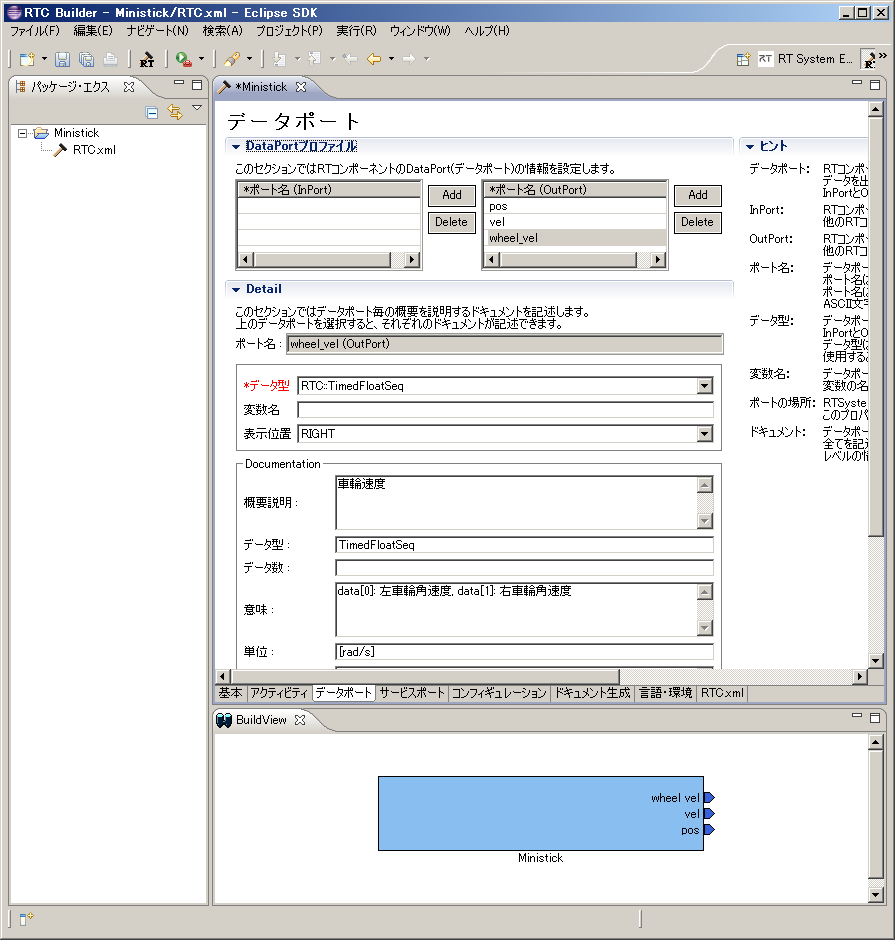 RTC Builder - Ministick/RTC.xml - Eclipse SDK
ファイル(F) 編集(E) ナビゲート(N) 検索(A) プロジェクト(P) 実行(R) ウィンドウ(W) ヘルプ(H)
RT RT RT System E... »
パッケージ・エクス
Ministick
RTC.xml
*Ministick
データポート
DataPortプロファイル
このセクションではRTコンポーネントのDataPort(データポート)の情報を設定します。
*ポート名 (InPort)
Add
Delete
*ポート名 (OutPort)
pos
vel
wheel_vel
Add
Delete
Detail
このセクションではデータポート毎の概要を説明するドキュメントを記述します。
上のデータポートを選択すると、それぞれのドキュメントが記述できます。
ポート名 : wheel_vel (OutPort)
*データ型 RTC::TimedFloatSeq
変数名
表示位置 RIGHT
Documentation
概要説明 : 車輪速度
データ型 : TimedFloatSeq
データ数 :
意味 : data[0]: 左車輪角速度, data[1]: 右車輪角速度
単位 : [rad/s]
ヒント
データポート: RTコンポ
データを出
InPortとO
InPort: RTコンポ
他のRTコ
OutPort: RTコンポ
他のRTコ
ポート名: データポー
ポート名に
ポート名は
ASCII文字
データ型: データポー
InPortとO
データ型に
使用する
変数名: データポー
変数の名
ポートの場所: RTSyste
このプロパ
ドキュメント: データポー
全てを記述
レベルの情
基本 アクティビティ データポート サービスポート コンフィギュレーション ドキュメント生成 言語・環境 RTC.xml
BuildView
wheel vel
vel
pos
Ministick